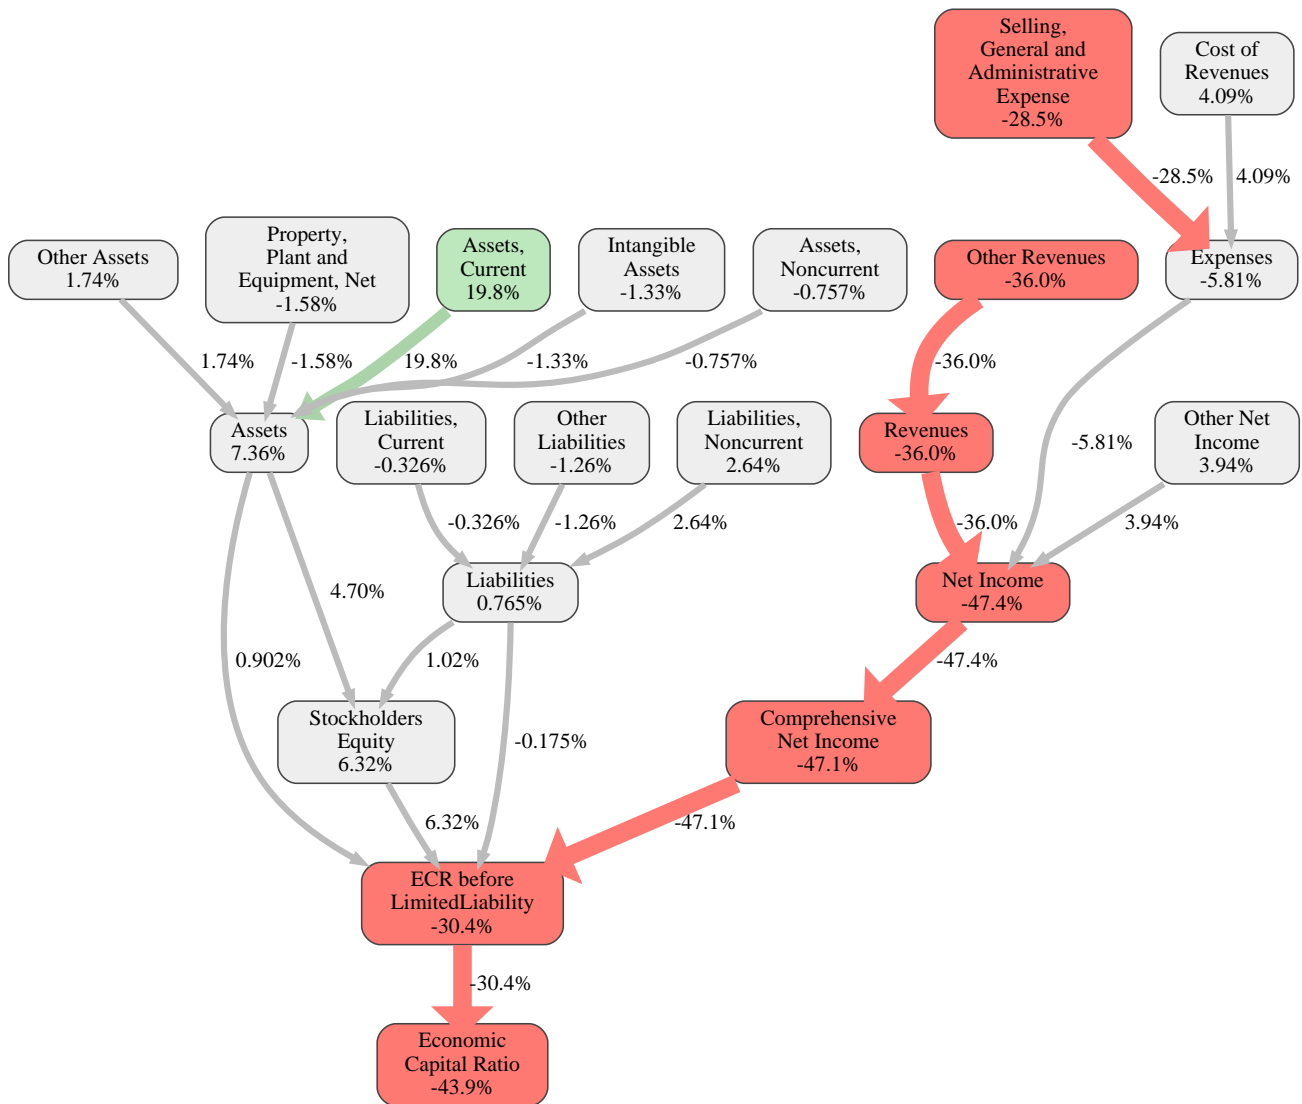 Selling,
General and
Administrative
Expense
-28.5%
Cost of
Revenues
4.09%
-28.5%
4.09%
Other Assets
1.74%
Property,
Plant and
Equipment, Net
-1.58%
Assets,
Current
19.8%
Intangible
Assets
-1.33%
Assets,
Noncurrent
-0.757%
Other Revenues
-36.0%
Expenses
-5.81%
1.74%
-1.58%
19.8%
-1.33%
-0.757%
-36.0%
Assets
7.36%
Liabilities,
Current
-0.326%
Other
Liabilities
-1.26%
Liabilities,
Noncurrent
2.64%
Revenues
-36.0%
-5.81%
Other Net
Income
3.94%
-0.326%
-1.26%
2.64%
-36.0%
3.94%
4.70%
Liabilities
0.765%
Net Income
-47.4%
0.902%
1.02%
-47.4%
Stockholders
Equity
6.32%
-0.175%
Comprehensive
Net Income
-47.1%
6.32%
-47.1%
ECR before
LimitedLiability
-30.4%
-30.4%
Economic
Capital Ratio
-43.9%